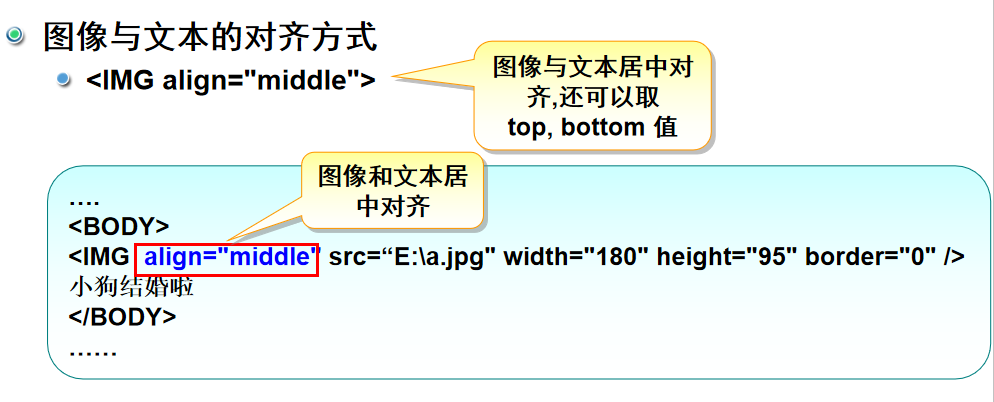 图像与文本的对齐方式
<IMG align="middle">
图像与文本居中对
齐,还可以取
top, bottom 值
图像和文本居
中对齐
....
<BODY>
<IMG align="middle" src=“E:\a.jpg" width="180" height="95" border="0" />
小狗结婚啦
</BODY>
......